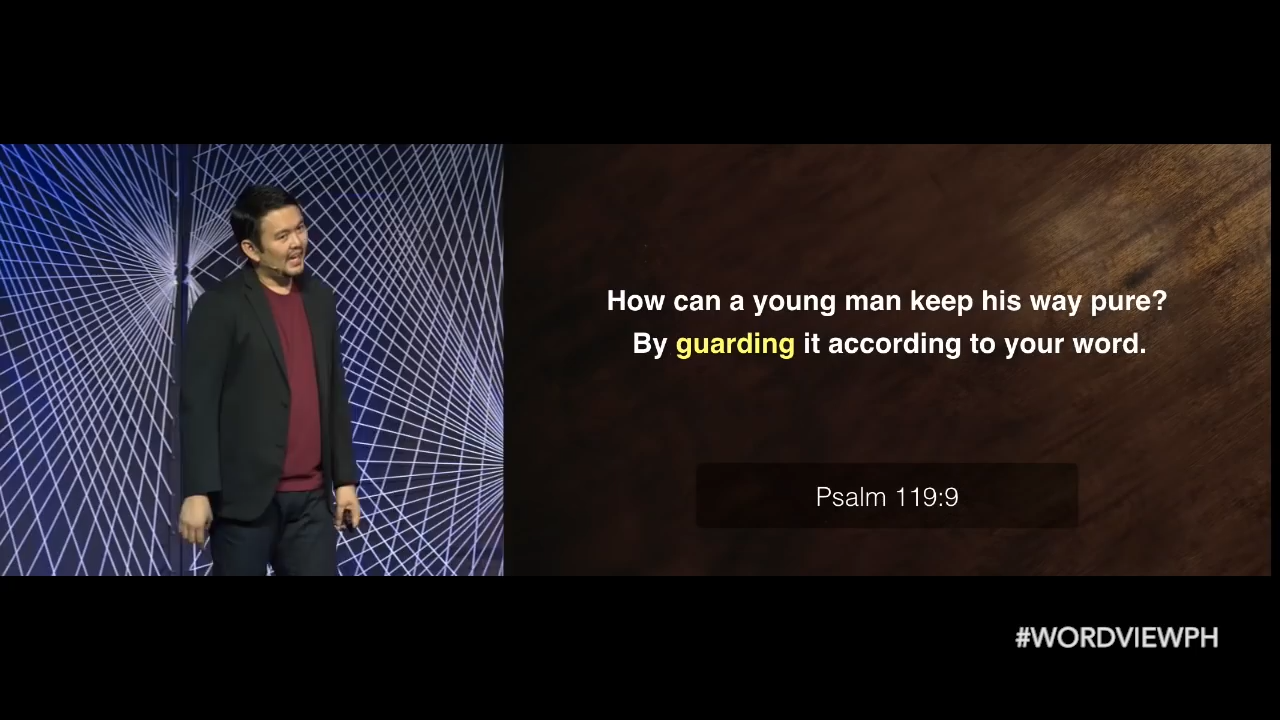 How can a young man keep his way pure?
By guarding it according to your word.
Psalm 119:9
#WORDVIEWPH